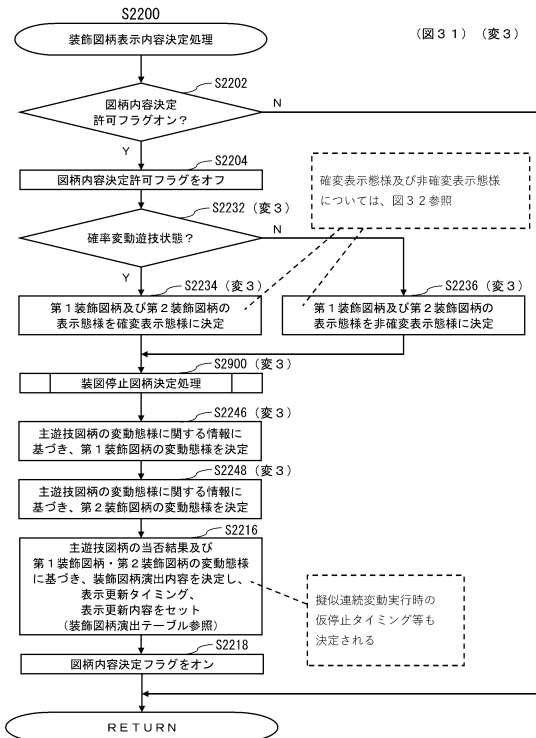 S2200
(図31) (変3)
装飾図柄表示内容決定処理
S2202
図柄内容決定
許可フラグオン?
N
Y
S2204
図柄内容決定許可フラグをオフ
確変表示態様及び非確変表示態様
については、図32参照
S2232 (変3)
確率変動遊技状態?
N
Y
S2234 (変3)
第1装飾図柄及び第2装飾図柄の
表示態様を確変表示態様に決定
S2236 (変3)
第1装飾図柄及び第2装飾図柄の
表示態様を非確変表示態様に決定
S2900 (変3)
装図停止図柄決定処理
S2246 (変3)
主遊技図柄の変動態様に関する情報に
基づき、第1装飾図柄の変動態様を決定
S2248 (変3)
主遊技図柄の変動態様に関する情報に
基づき、第2装飾図柄の変動態様を決定
S2216
主遊技図柄の当否結果及び
第1装飾図柄・第2装飾図柄の変動態様
に基づき、装飾図柄演出内容を決定し、
表示更新タイミング、
表示更新内容をセット
(装飾図柄演出テーブル参照)
擬似連続変動実行時の
仮停止タイミング等も
決定される
S2218
図柄内容決定フラグをオン
RETURN